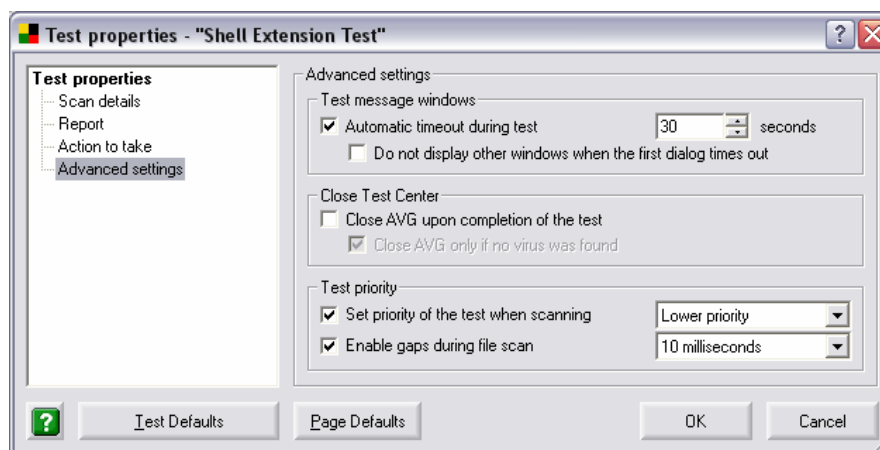 Test properties - "Shell Extension Test"
Test properties
Scan details
Report
Action to take
Advanced settings
Advanced settings
Test message windows
Automatic timeout during test 30 seconds
Do not display other windows when the first dialog times out
Close Test Center
Close AVG upon completion of the test
Close AVG only if no virus was found
Test priority
Set priority of the test when scanning Lower priority
Enable gaps during file scan 10 milliseconds
? Test Defaults Page Defaults OK Cancel